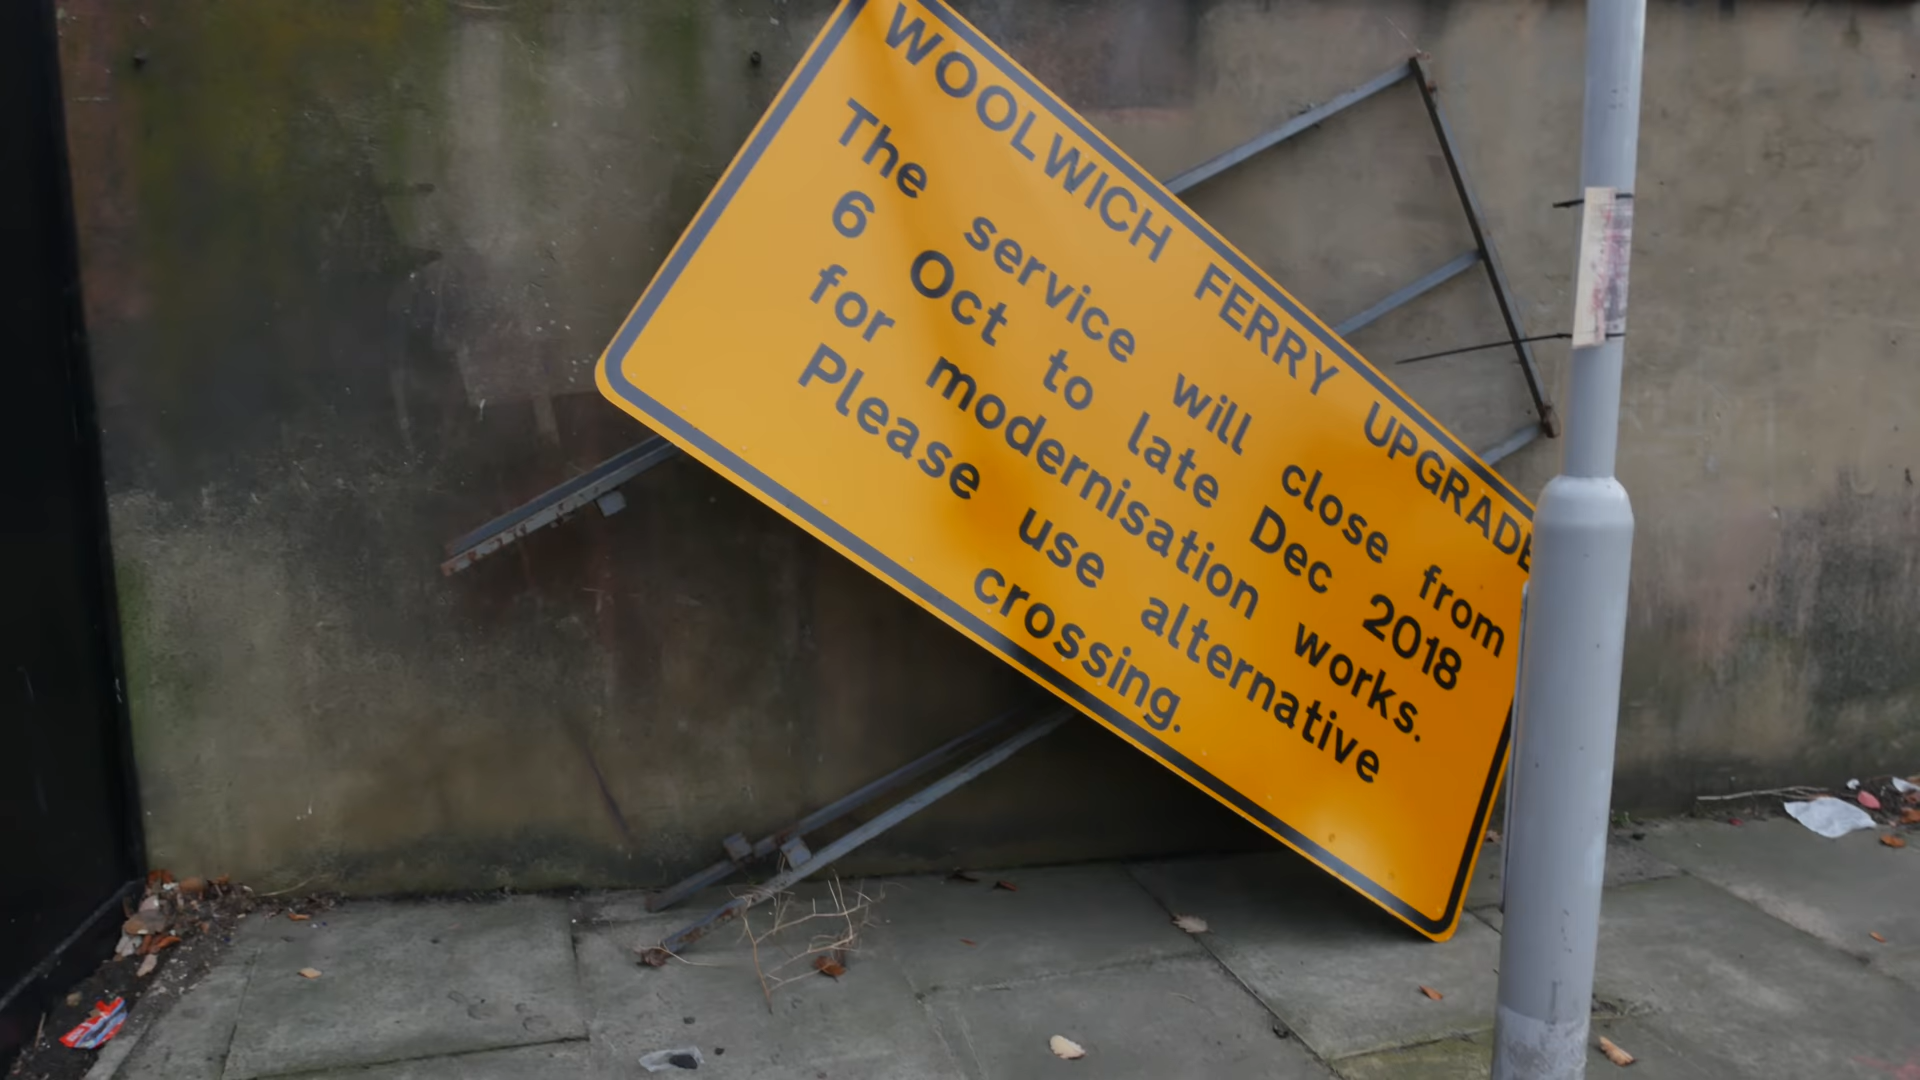 WOOLWICH FERRY UPGRADE
The service will close from
6 Oct to late Dec 2018
for modernisation works.
Please use alternative
crossing.